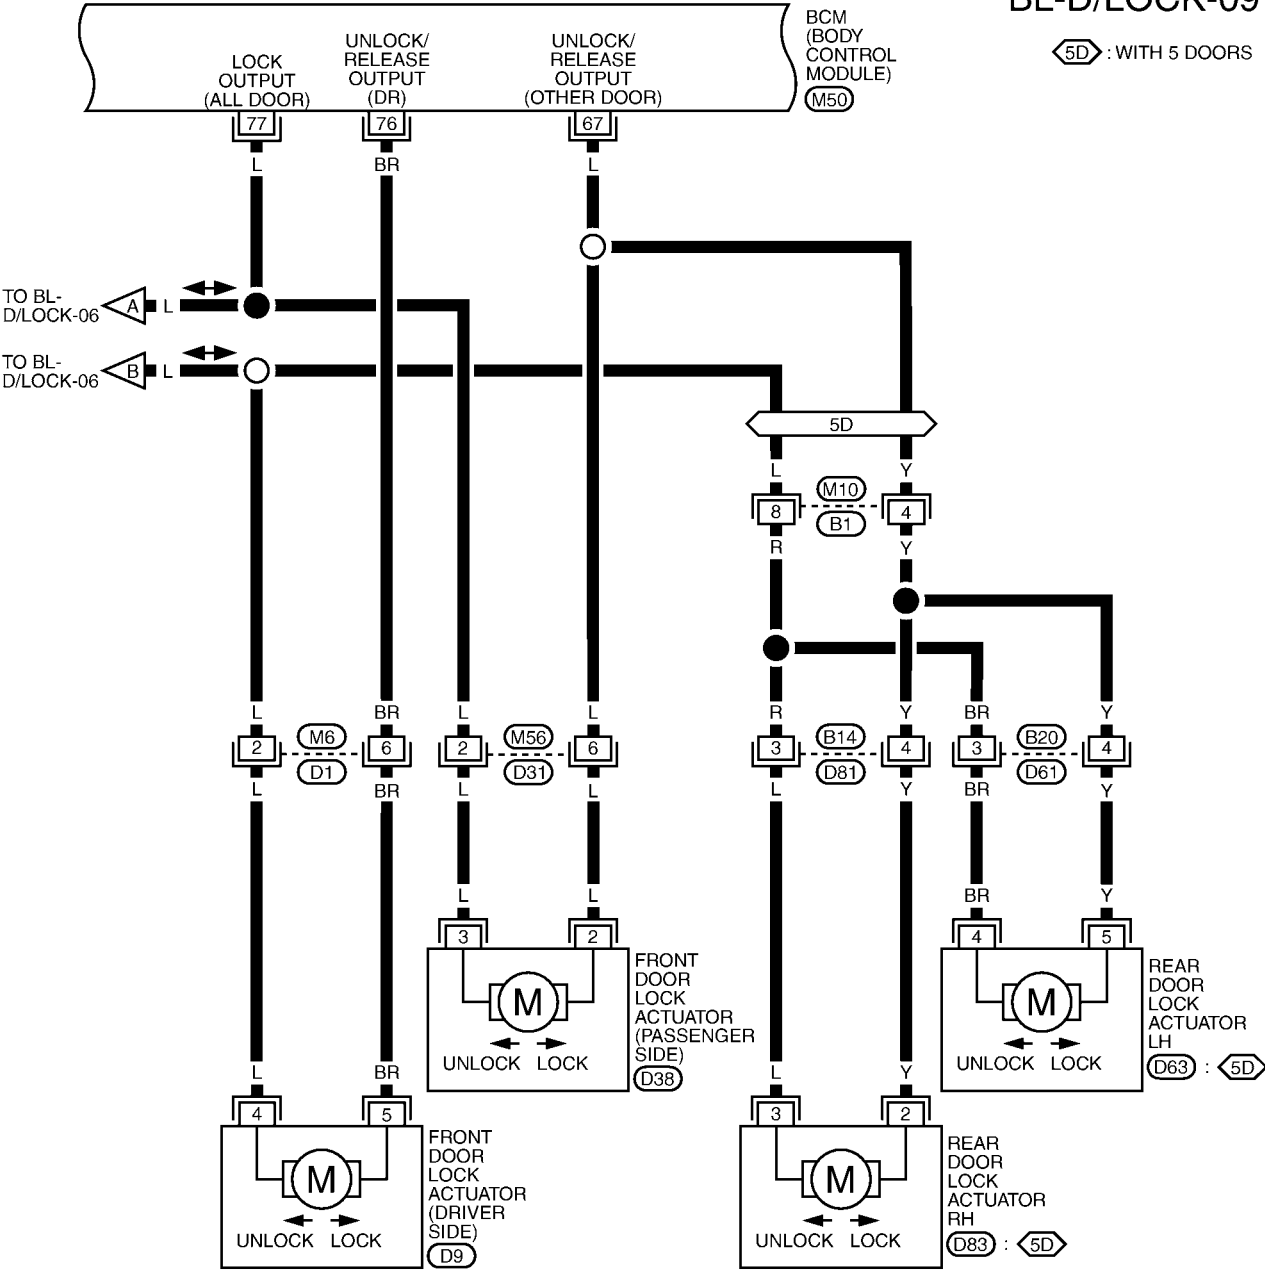 BL-D/LOCK-09
5D : WITH 5 DOORS
BCM
(BODY
CONTROL
MODULE)
M50
LOCK
OUTPUT
(ALL DOOR)
UNLOCK/
RELEASE
OUTPUT
(DR)
UNLOCK/
RELEASE
OUTPUT
(OTHER DOOR)
77 76 67
L BR L
TO BL-
D/LOCK-06
A L
TO BL-
D/LOCK-06
B L
5D
L Y
M10
8 4
B1
R Y
L BR L L R Y BR Y
M6 M56 B14 B20
2 6 2 6 3 4 3 4
D1 D31 D81 D61
L BR L L L Y BR Y
L L BR Y
3 2 4 5
M
UNLOCK LOCK
FRONT
DOOR
LOCK
ACTUATOR
(PASSENGER
SIDE)
D38
M
UNLOCK LOCK
REAR
DOOR
LOCK
ACTUATOR
LH
D63 : 5D
L BR L Y
4 5 3 2
M
UNLOCK LOCK
FRONT
DOOR
LOCK
ACTUATOR
(DRIVER
SIDE)
D9
M
UNLOCK LOCK
REAR
DOOR
LOCK
ACTUATOR
RH
D83 : 5D